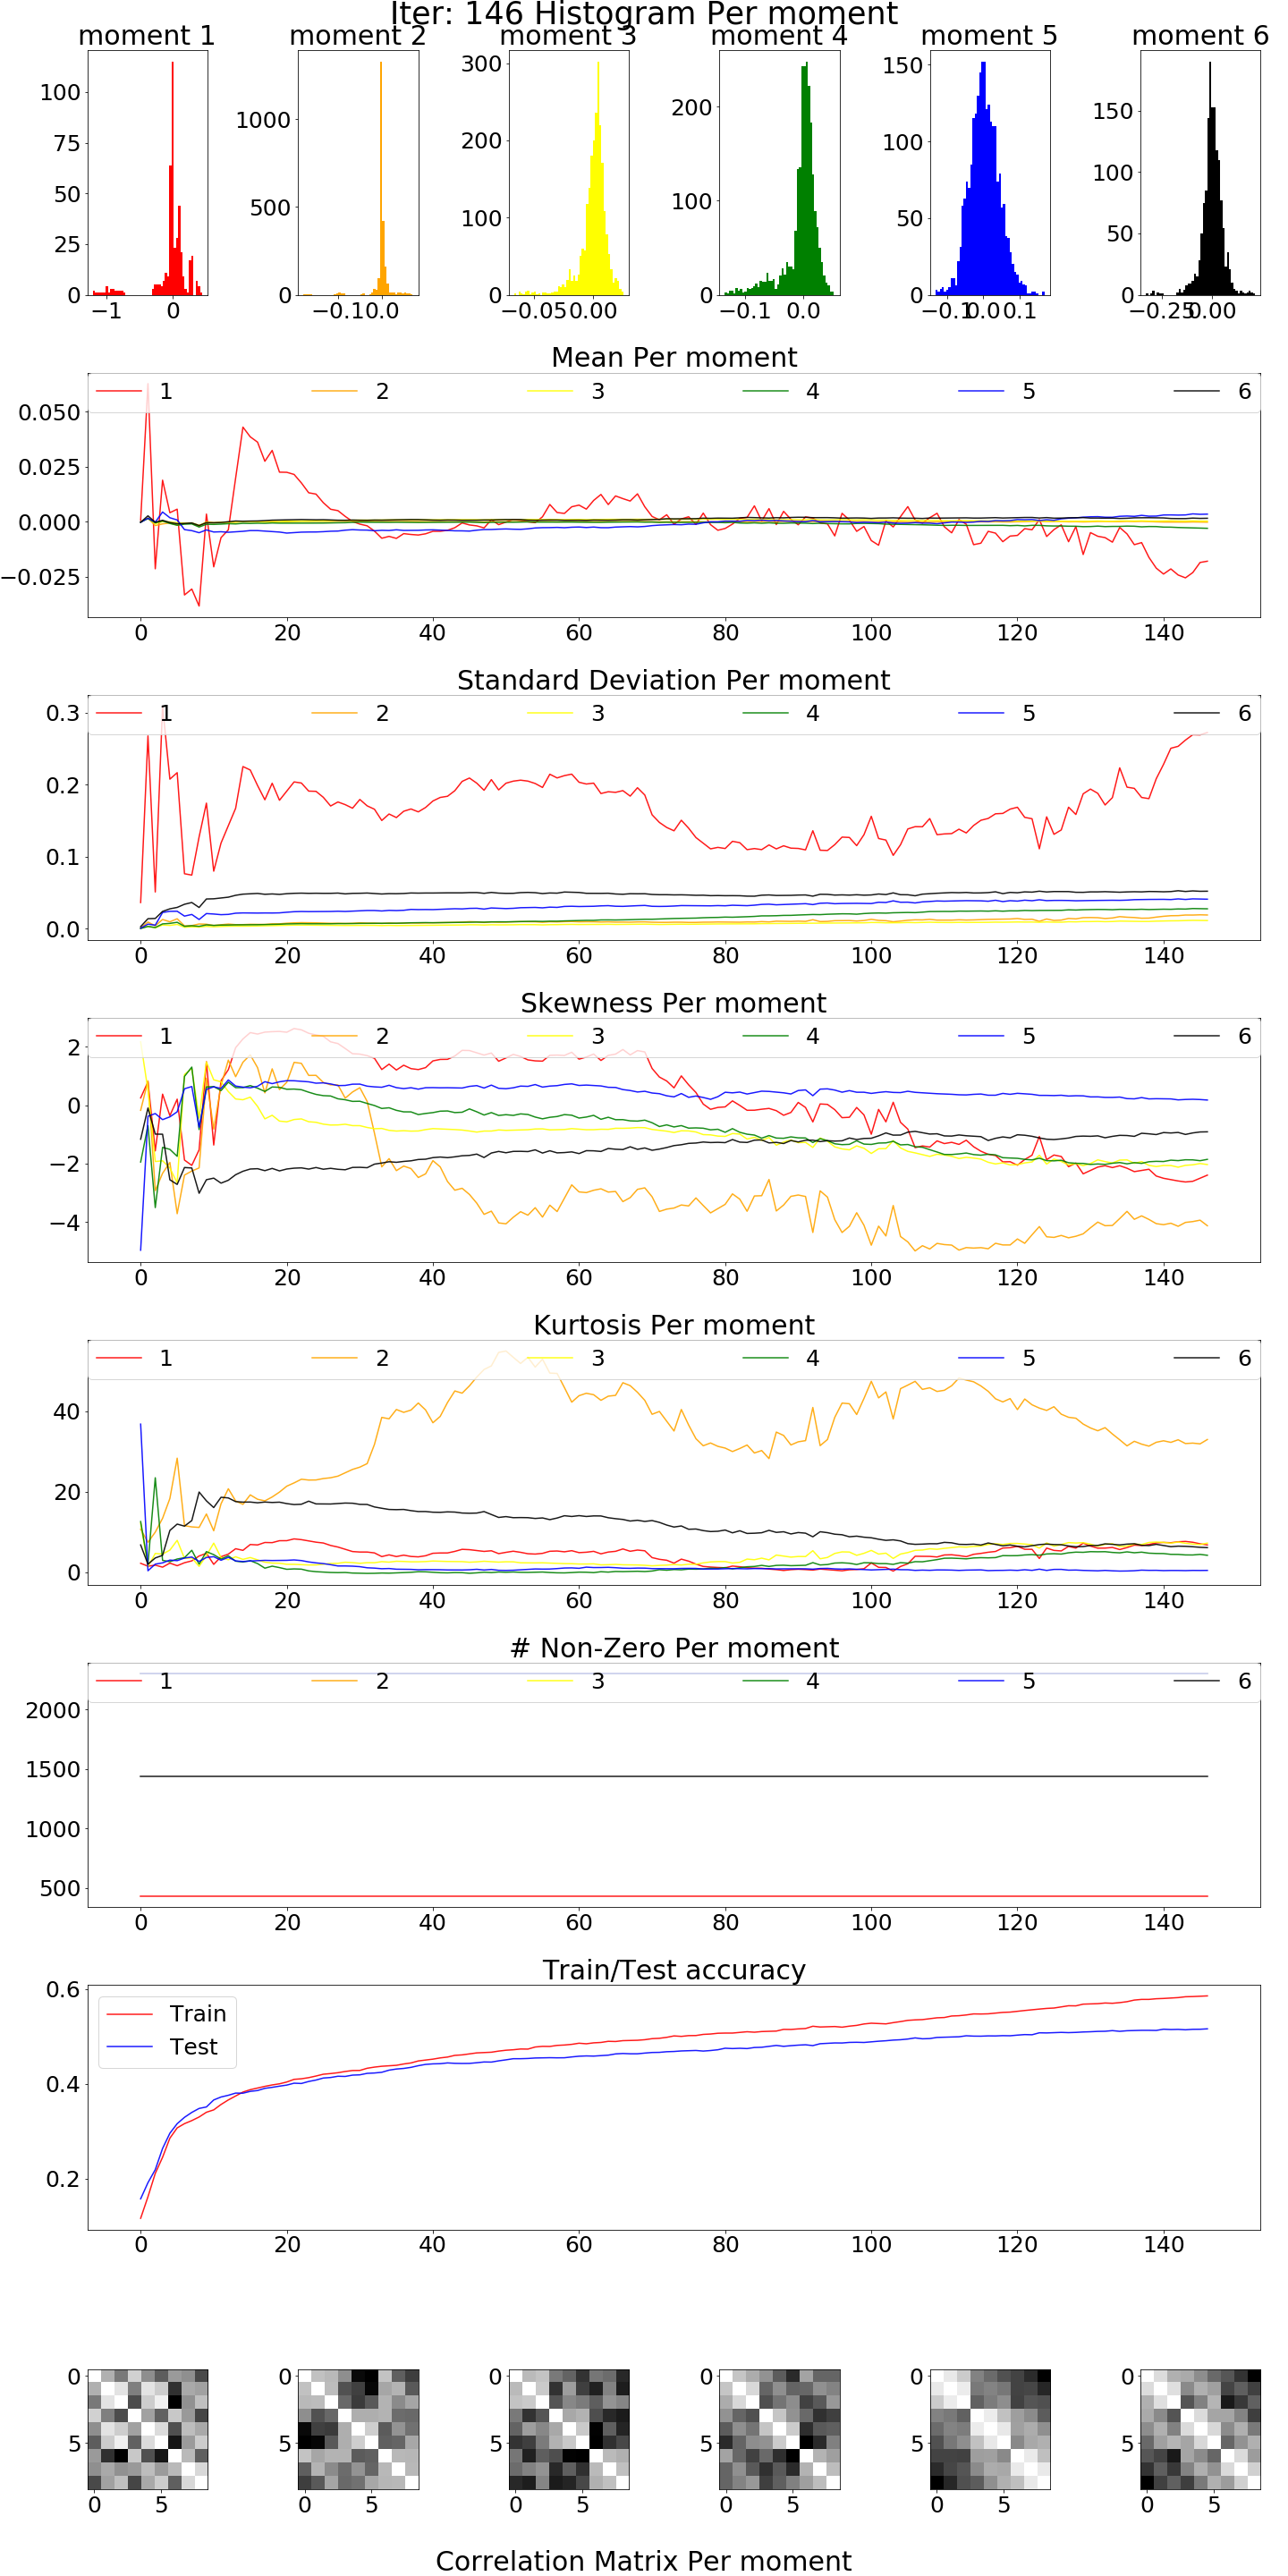 Iter: 146 Histogram Per moment
moment 1 moment 2 moment 3 moment 4 moment 5 moment 6
100
75
50
25
0
−1 0
1000
500
0
−0.1 0.0
300
200
100
0
−0.05 0.00
200
100
0
−0.1 0.0
150
100
50
0
−0.1 0.0 0.1
150
100
50
0
−0.25 0.00
Mean Per moment
1 2 3 4 5 6
0.050
0.025
0.000
−0.025
0 20 40 60 80 100 120 140
Standard Deviation Per moment
1 2 3 4 5 6
0.3
0.2
0.1
0.0
0 20 40 60 80 100 120 140
Skewness Per moment
1 2 3 4 5 6
2
0
−2
−4
0 20 40 60 80 100 120 140
Kurtosis Per moment
1 2 3 4 5 6
40
20
0
0 20 40 60 80 100 120 140
# Non-Zero Per moment
1 2 3 4 5 6
2000
1500
1000
500
0 20 40 60 80 100 120 140
Train/Test accuracy
Train
Test
0.6
0.4
0.2
0 20 40 60 80 100 120 140
0 0 0 0 0 0
5 5 5 5 5 5
0 5 0 5 0 5 0 5 0 5 0 5
Correlation Matrix Per moment